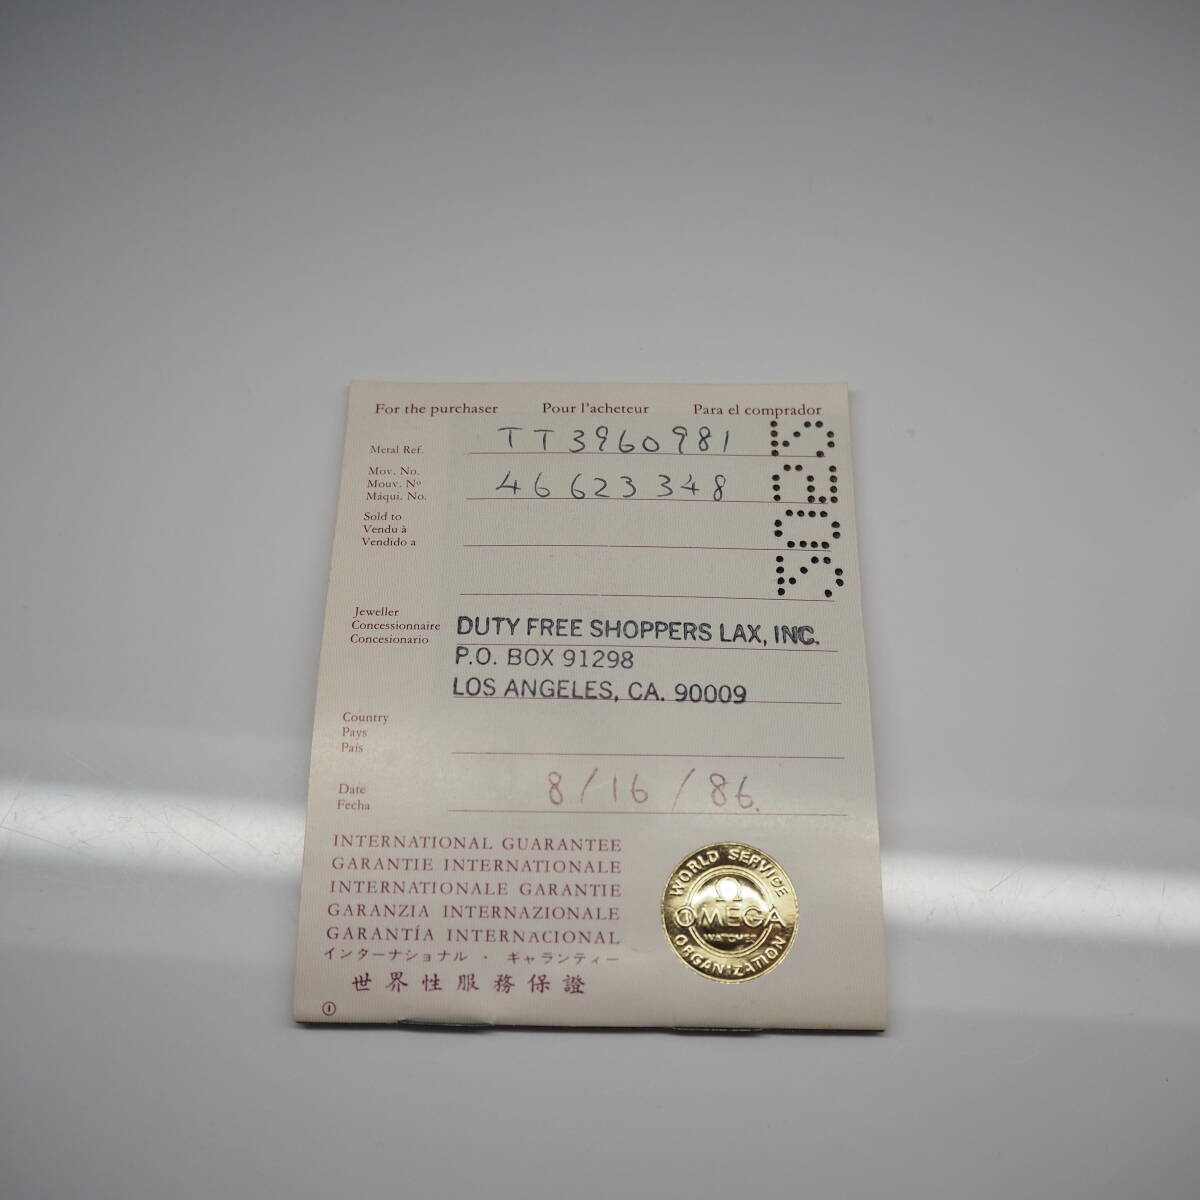 For the purchaser Pour l'acheteur Para el comprador
Metal Ref. TT3960981
Mov. No.
Mouv. Nº 46623348
Máqui. No.
Sold to
Vendu à
Vendido a
Jeweller
Concessionnaire DUTY FREE SHOPPERS LAX, INC.
Concesionario
P.O. BOX 91298
LOS ANGELES, CA. 90009
Country
Pays
País
Date 8/16/86.
Fecha
INTERNATIONAL GUARANTEE
GARANTIE INTERNATIONALE
INTERNATIONALE GARANTIE
GARANZIA INTERNAZIONALE
GARANTÍA INTERNACIONAL
インターナショナル・ギャランティー
世界性服務保證
WORLD SERVICE
Ω
OMEGA
WATCHES
ORGANIZATION